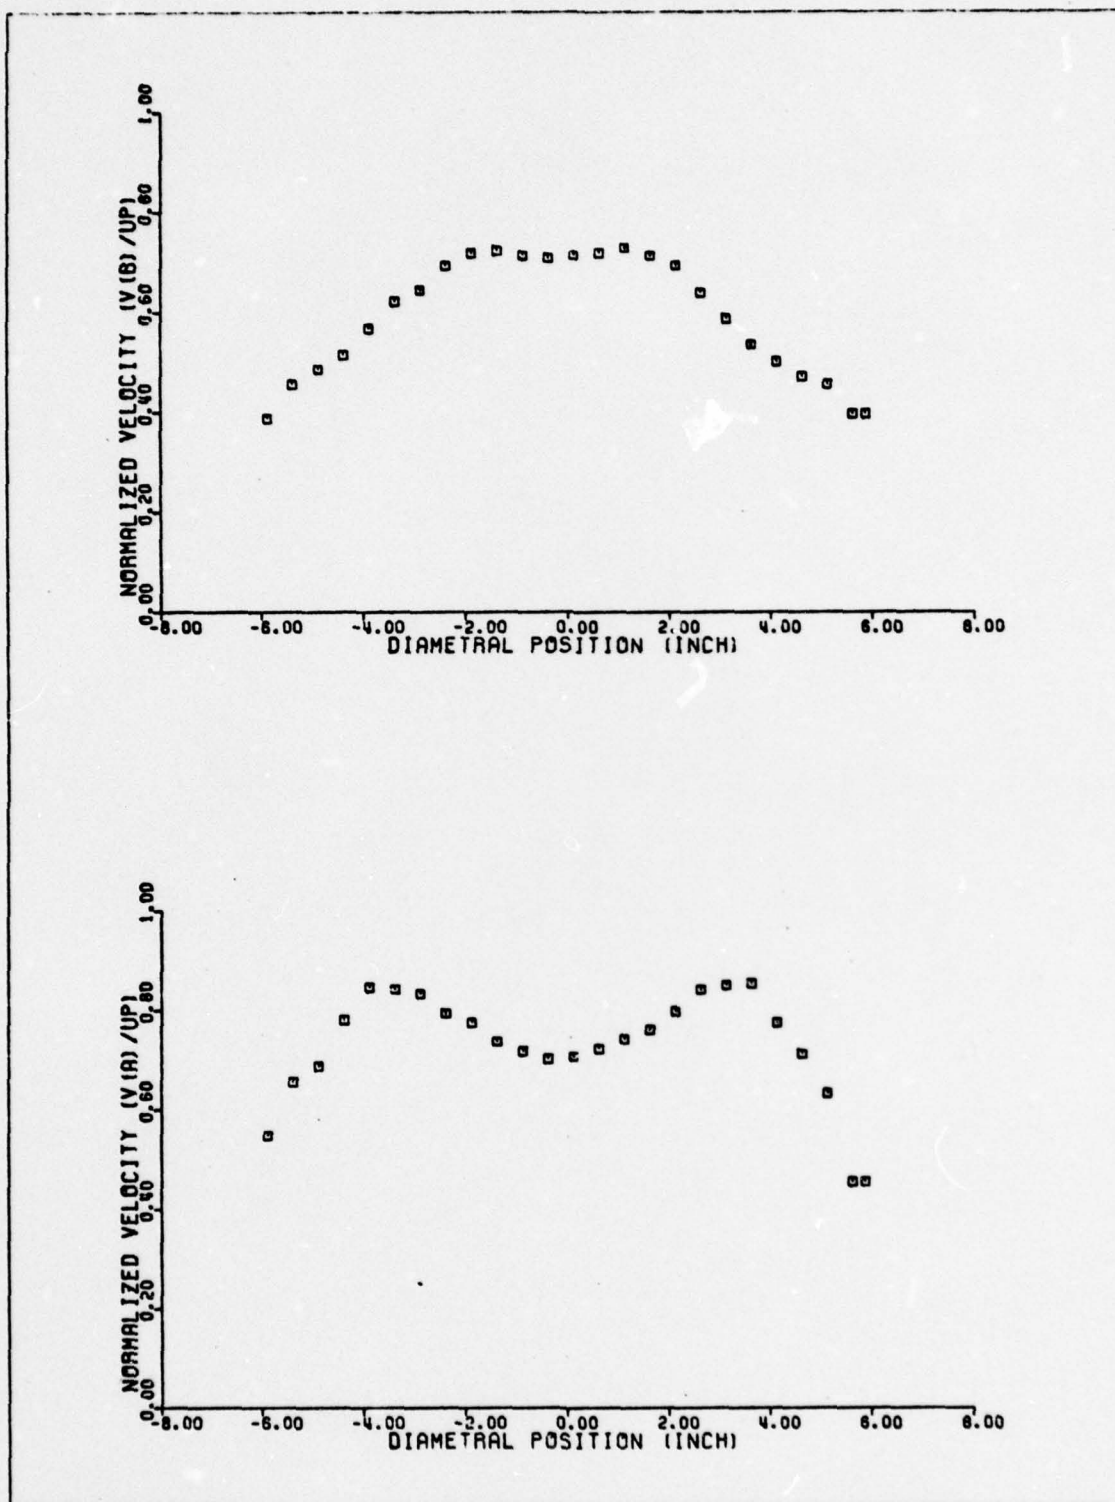 NORMALIZED VELOCITY (V(B)/UP)
1.00
0.80
0.60
0.40
0.20
0.00
-8.00 -6.00 -4.00 -2.00 0.00 2.00 4.00 6.00 8.00
DIAMETRAL POSITION (INCH)
NORMALIZED VELOCITY (V(A)/UP)
1.00
0.80
0.60
0.40
0.20
0.00
-8.00 -6.00 -4.00 -2.00 0.00 2.00 4.00 6.00 8.00
DIAMETRAL POSITION (INCH)